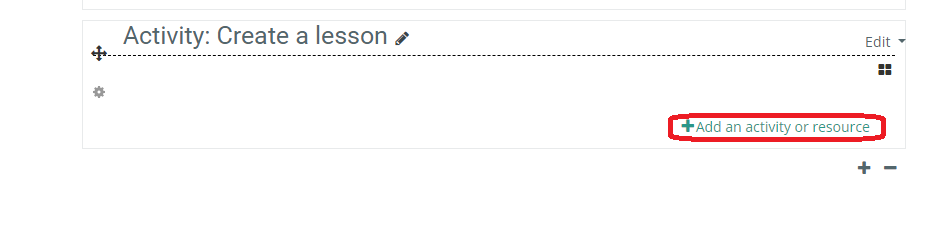 Activity: Create a lesson
Edit
Add an activity or resource